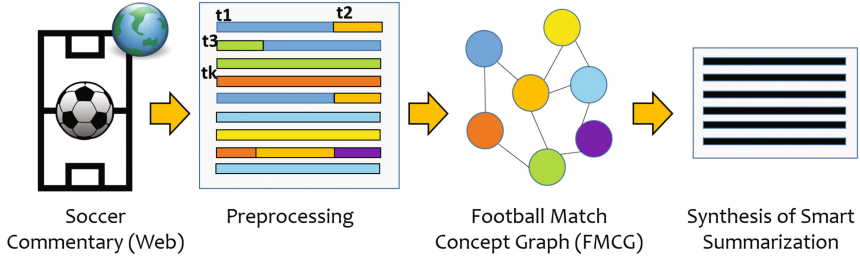 t1
t2
t3
tk
Soccer
Commentary (Web)
Preprocessing
Football Match
Concept Graph (FMCG)
Synthesis of Smart
Summarization